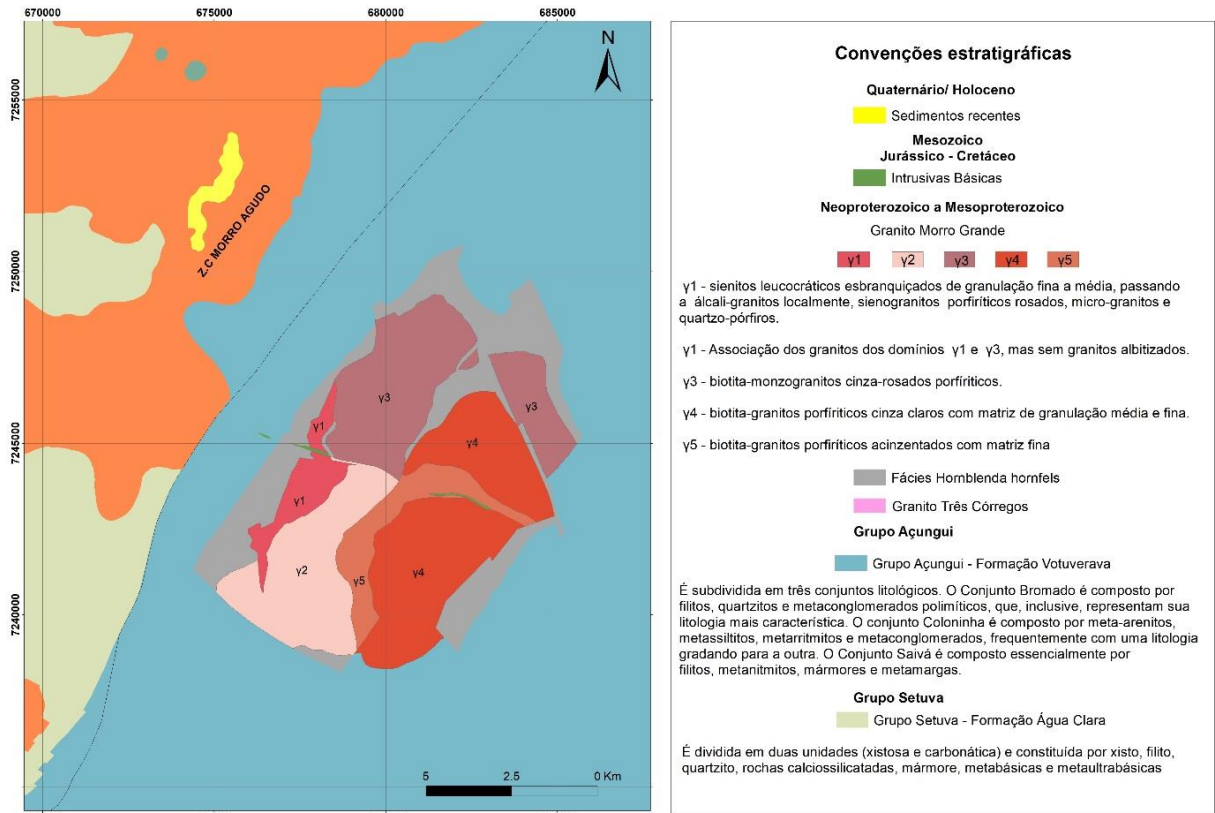 670000 675000 680000 685000
7255000
7250000
7245000
7240000
N
Z.C MORRO AGUDO
γ3
γ3
γ1
γ4
γ1
γ2
γ5
γ4
5 2.5 0 Km
Convenções estratigráficas
Quaternário/ Holoceno
Sedimentos recentes
Mesozoico
Jurássico - Cretáceo
Intrusivas Básicas
Neoproterozoico a Mesoproterozoico
Granito Morro Grande
γ1 γ2 γ3 γ4 γ5
γ1 - sienitos leucocráticos esbranquiçados de granulação fina a média, passando
a álcali-granitos localmente, sienogranitos porfiríticos rosados, micro-granitos e
quartzo-pórfiros.
γ1 - Associação dos granitos dos domínios γ1 e γ3, mas sem granitos albitizados.
γ3 - biotita-monzogranitos cinza-rosados porfiríticos.
γ4 - biotita-granitos porfiríticos cinza claros com matriz de granulação média e fina.
γ5 - biotita-granitos porfiríticos acinzentados com matriz fina
Fácies Hornblenda hornfels
Granito Três Córregos
Grupo Açungui
Grupo Açungui - Formação Votuverava
É subdividida em três conjuntos litológicos. O Conjunto Bromado é composto por
filitos, quartzitos e metaconglomerados polimíticos, que, inclusive, representam sua
litologia mais característica. O conjunto Coloninha é composto por meta-arenitos,
metassiltitos, metarritmitos e metaconglomerados, frequentemente com uma litologia
gradando para a outra. O Conjunto Saivá é composto essencialmente por
filitos, metanitmitos, mármores e metamargas.
Grupo Setuva
Grupo Setuva - Formação Água Clara
É dividida em duas unidades (xistosa e carbonática) e constituída por xisto, filito,
quartzito, rochas calciossilicatadas, mármore, metabásicas e metaultrabásicas